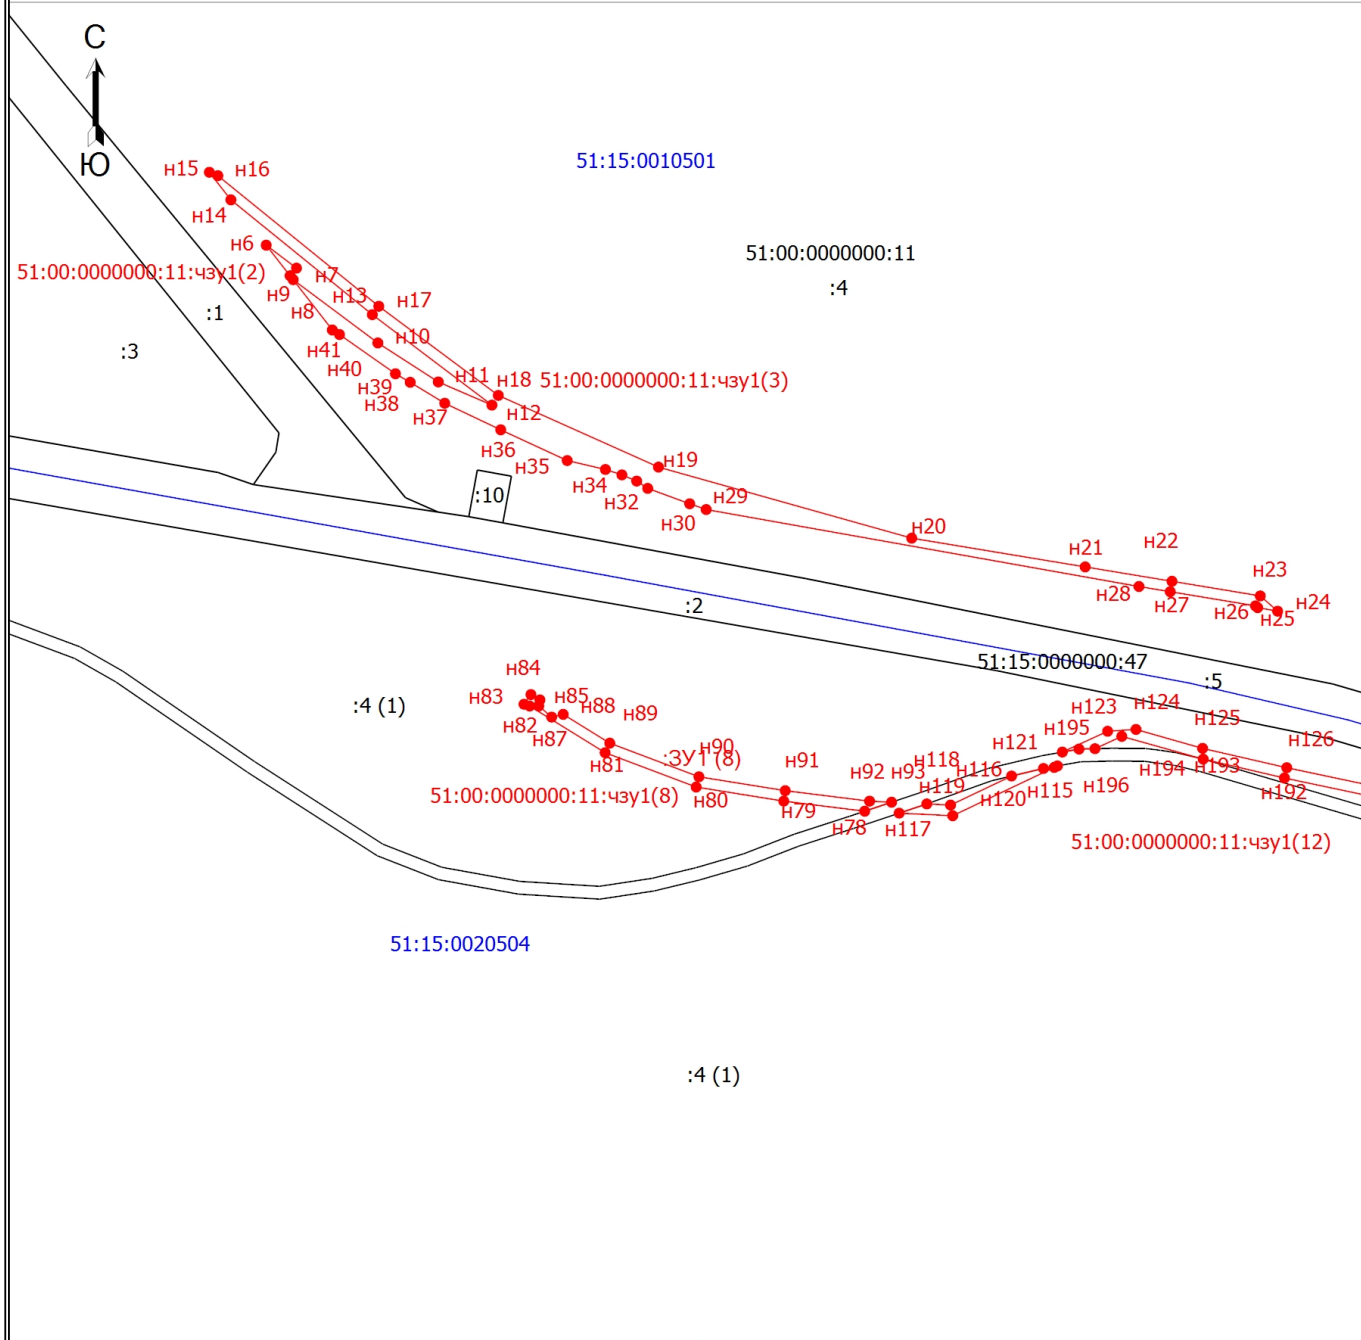 С
Ю
51:15:0010501
н15
н16
н14
51:00:0000000:11
:4
н6
51:00:0000000:11:чзу1(2)
н7
н9
н13
н17
н8
:1
:3
н10
н41
н40
н39
н38
н11
н18
51:00:0000000:11:чзу1(3)
н12
н37
н36
н35
н19
н34
н32
:10
н29
н30
н20
н21
н22
н23
н28
н27
н26
н25
н24
:2
51:15:0000000:47
:5
н84
н83
н85
н88
н82
н87
н89
:4 (1)
н123
н124
н195
н125
н121
н126
н81
:ЗУ1 (8)
н90
н91
н118
н116
н92
н93
н194
н193
н192
51:00:0000000:11:чзу1(8)
н80
н79
н119
н115
н196
н120
н78
н117
51:00:0000000:11:чзу1(12)
51:15:0020504
:4 (1)